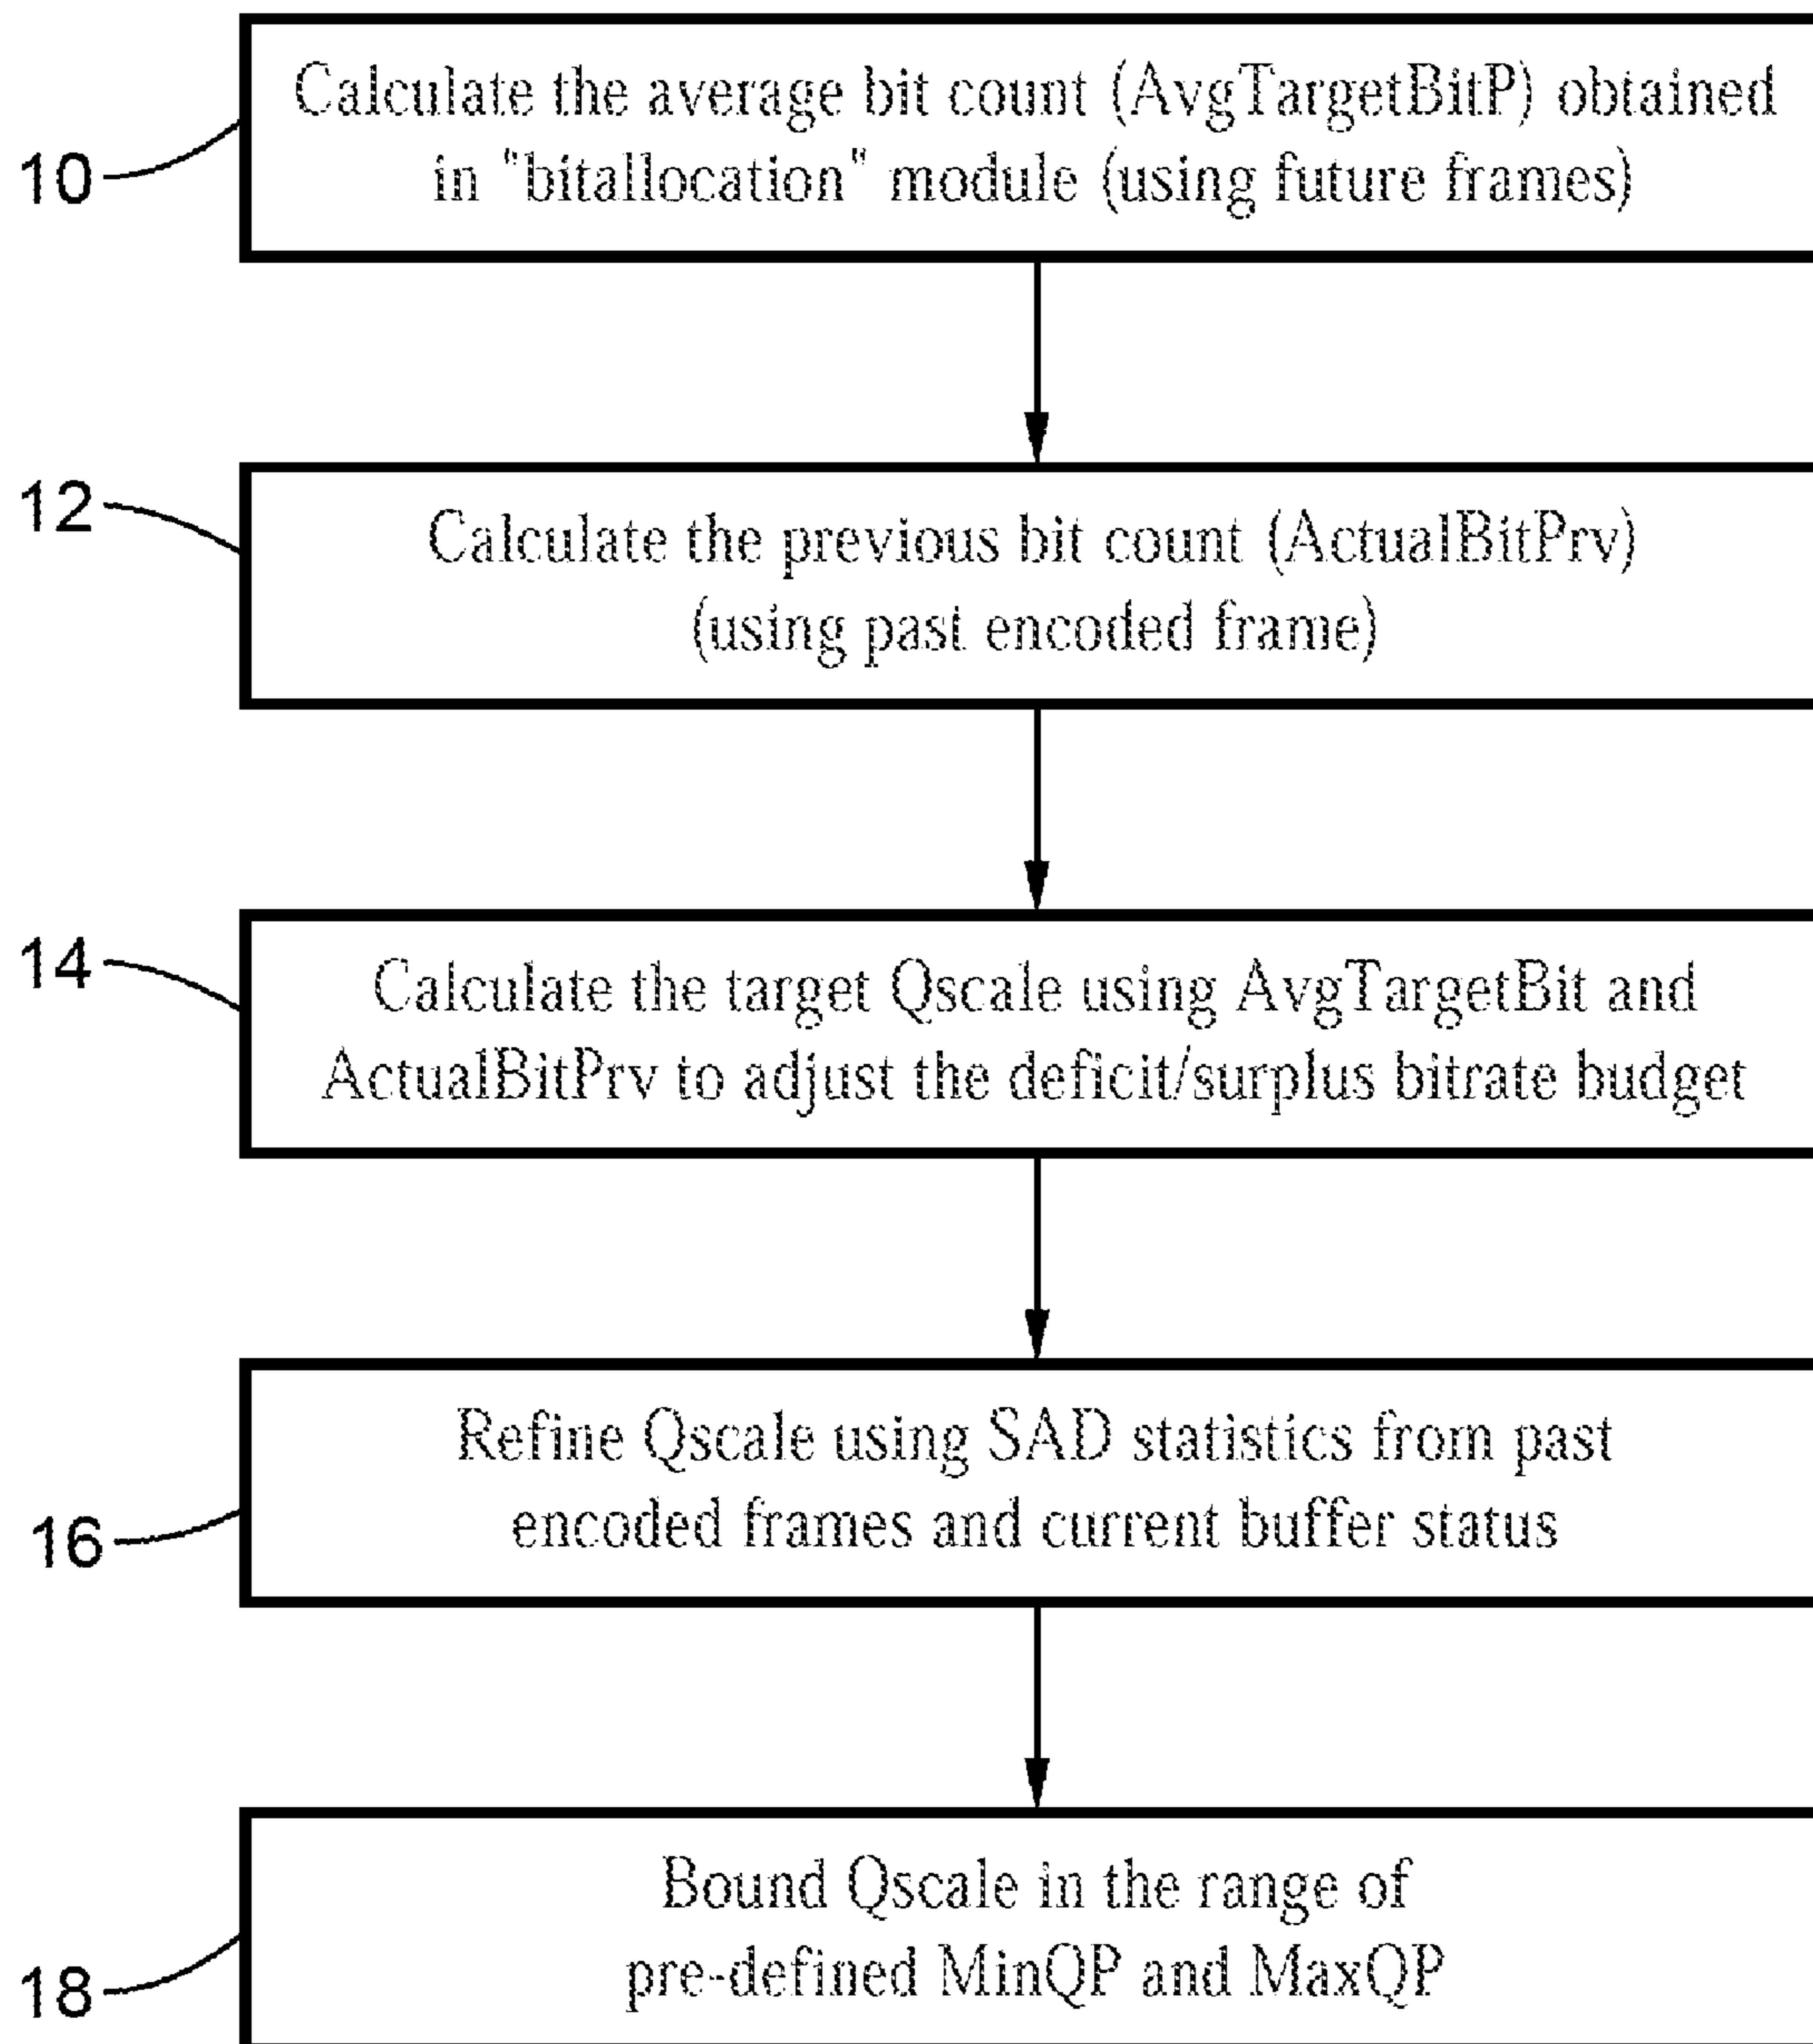 Calculate the average bit count (AvgTargetBitP) obtained
in "bitallocation" module (using future frames)
10
12
Calculate the previous bit count (ActualBitPrv)
(using past encoded frame)
14
Calculate the target Qscale using AvgTargetBit and
ActualBitPrv to adjust the deficit/surplus bitrate budget
Refine Qscale using SAD statistics from past
encoded frames and current buffer status
16
Bound Qscale in the range of
pre-defined MinQP and MaxQP
18